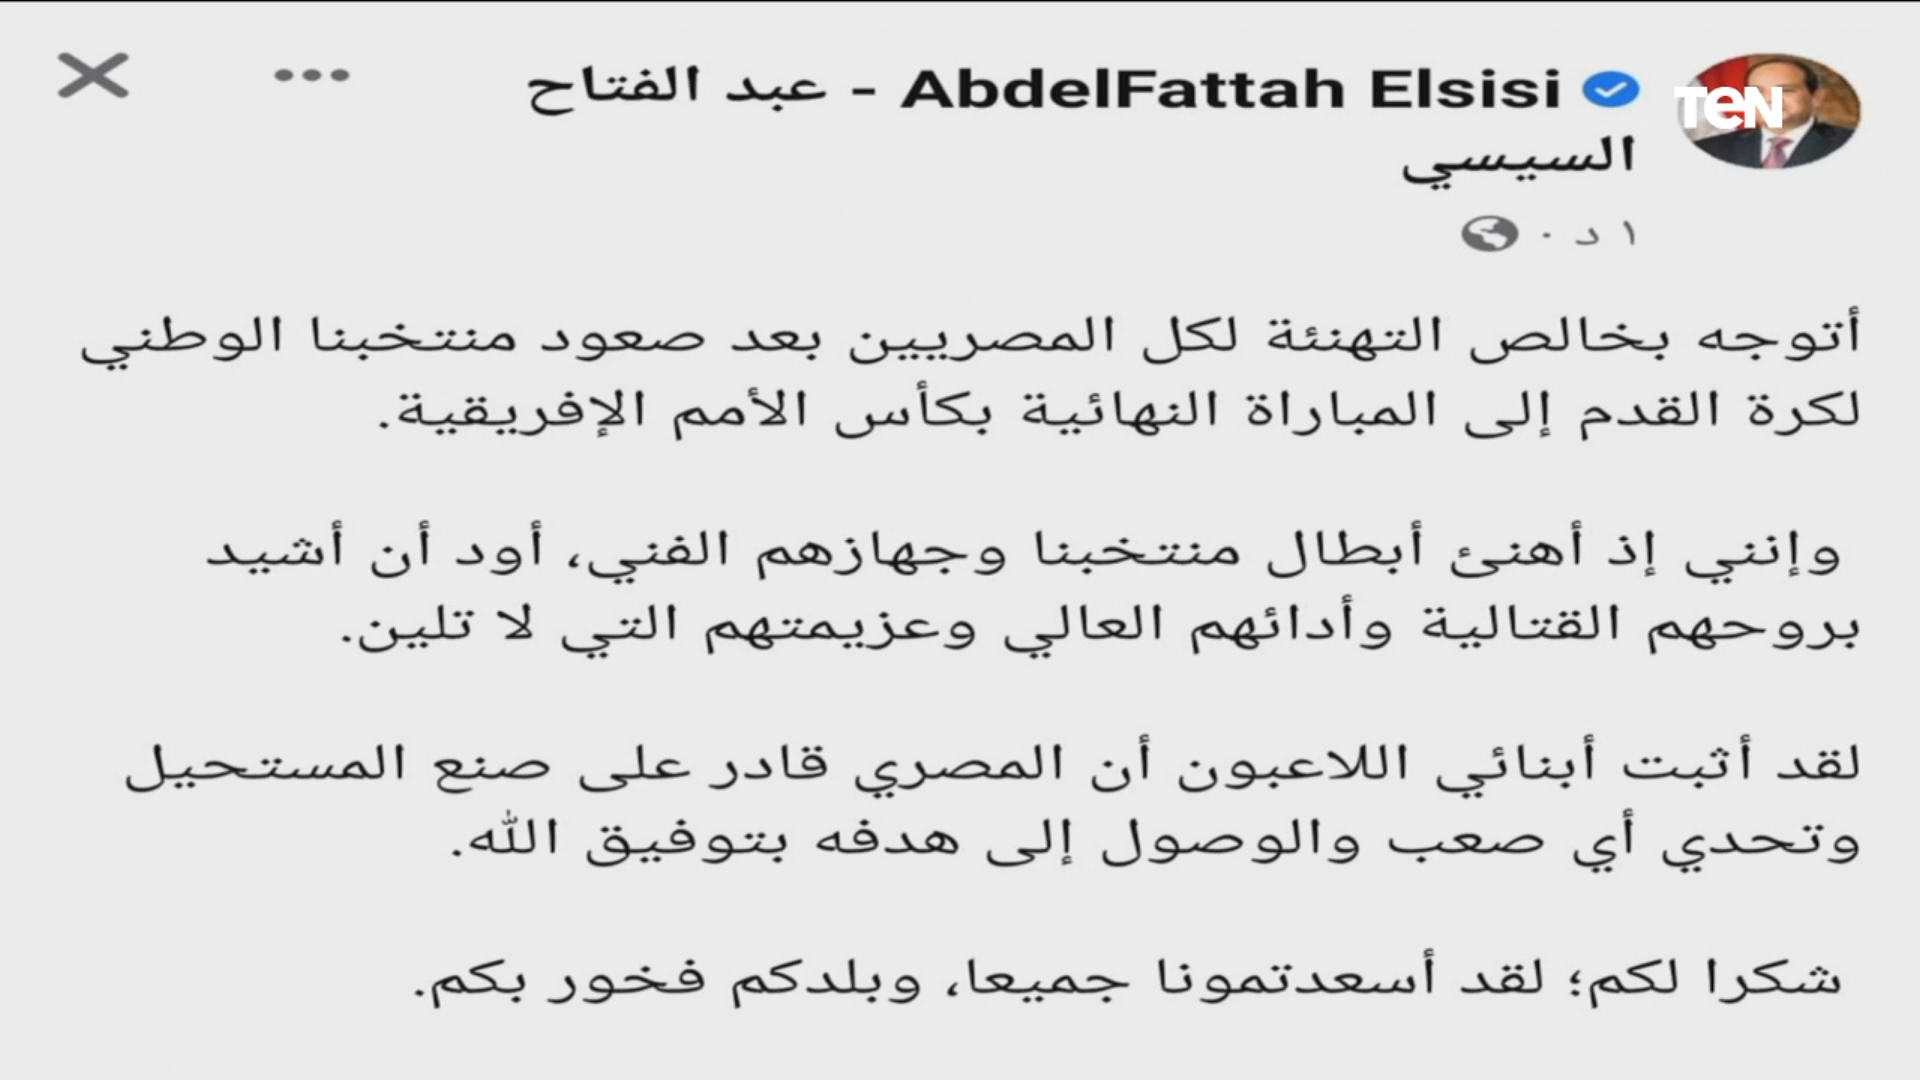 AbdelFattah Elsisi - عبد الفتاح
السيسي
TeN
١ د ·
أتوجه بخالص التهنئة لكل المصريين بعد صعود منتخبنا الوطني
لكرة القدم إلى المباراة النهائية بكأس الأمم الإفريقية.
وإنني إذ أهنئ أبطال منتخبنا وجهازهم الفني، أود أن أشيد
بروحهم القتالية وأدائهم العالي وعزيمتهم التي لا تلين.
لقد أثبت أبنائي اللاعبون أن المصري قادر على صنع المستحيل
وتحدي أي صعب والوصول إلى هدفه بتوفيق الله.
شكرا لكم؛ لقد أسعدتمونا جميعا، وبلدكم فخور بكم.